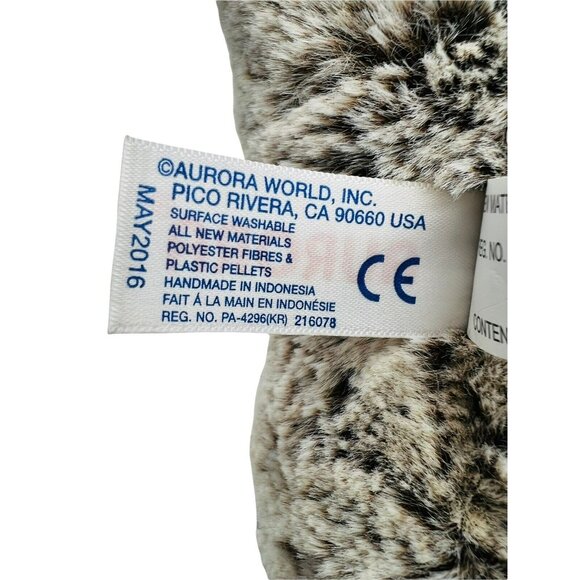 ©AURORA WORLD, INC.
PICO RIVERA, CA 90660 USA
SURFACE WASHABLE
ALL NEW MATERIALS
POLYESTER FIBRES &
PLASTIC PELLETS
HANDMADE IN INDONESIA
FAIT À LA MAIN EN INDONÉSIE
REG. NO. PA-4296(KR) 216078
CE
MAY2016
NO.